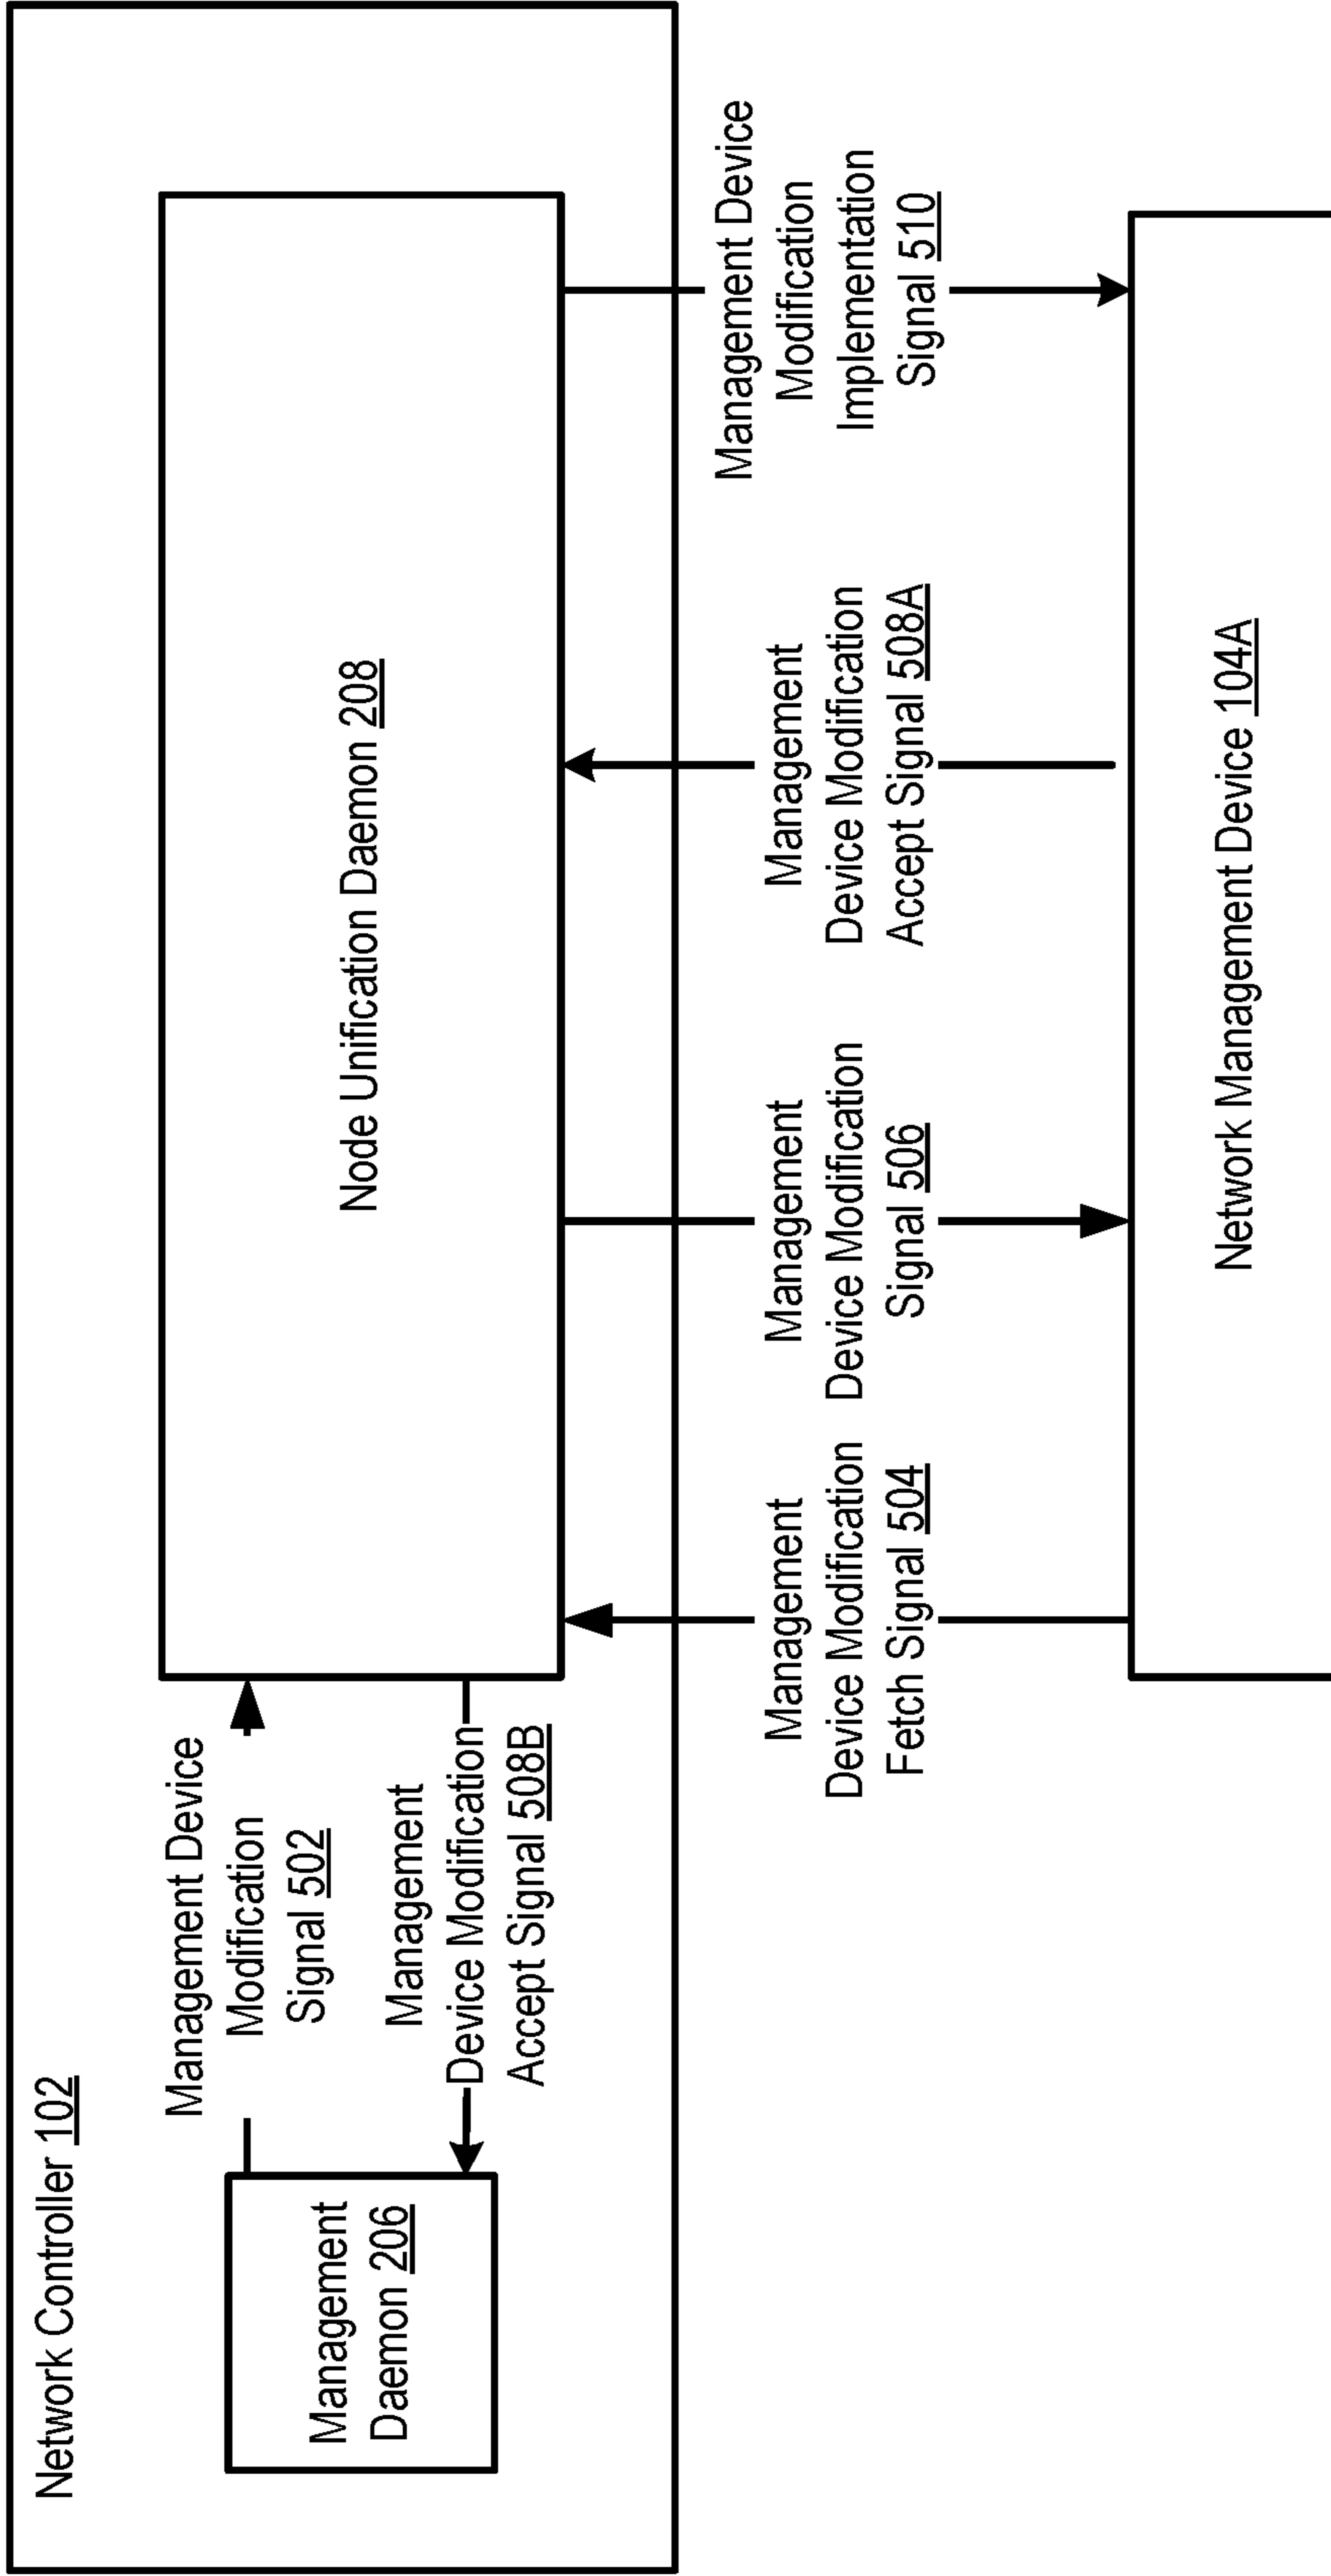 Network Controller 102
Management
Daemon 206
Management Device
Modification
Signal 502
Management
Device Modification
Accept Signal 508B
Node Unification Daemon 208
Management
Device Modification
Fetch Signal 504
Management
Device Modification
Signal 506
Management
Device Modification
Accept Signal 508A
Management Device
Modification
Implementation
Signal 510
Network Management Device 104A